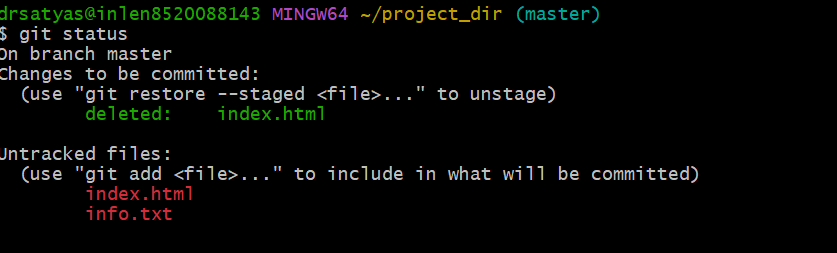 drsatyas@inlen8520088143 MINGW64 ~/project_dir (master)
$ git status
On branch master
Changes to be committed:
  (use "git restore --staged <file>..." to unstage)
        deleted:    index.html

Untracked files:
  (use "git add <file>..." to include in what will be committed)
        index.html
        info.txt